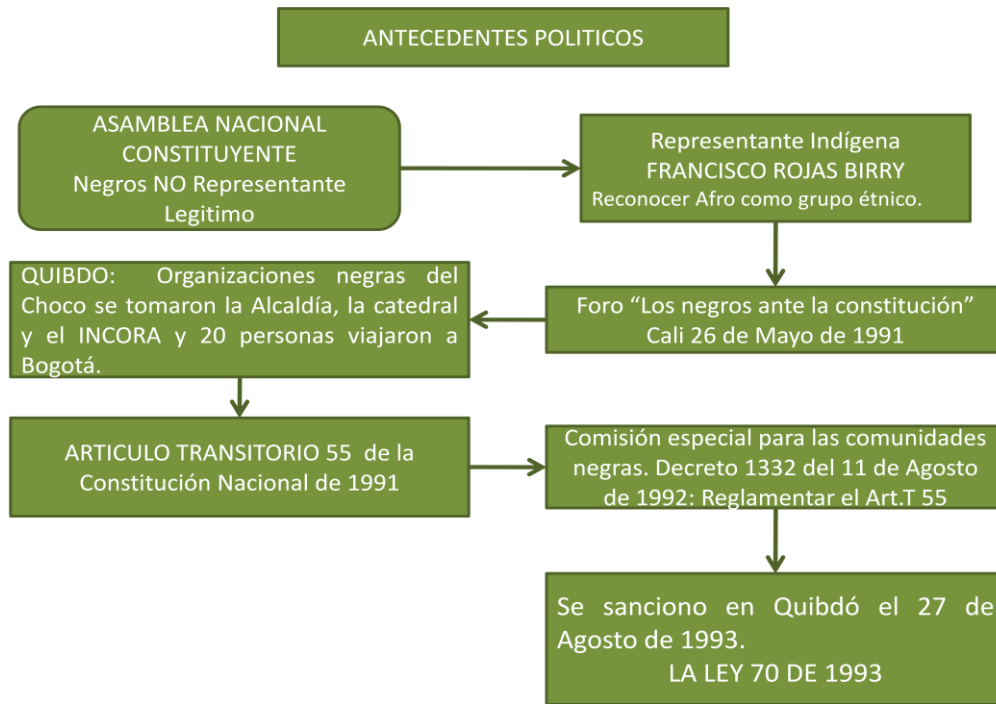 ANTECEDENTES POLITICOS
ASAMBLEA NACIONAL
CONSTITUYENTE
Negros NO Representante
Legitimo
Representante Indígena
FRANCISCO ROJAS BIRRY
Reconocer Afro como grupo étnico.
QUIBDO: Organizaciones negras del
Choco se tomaron la Alcaldía, la catedral
y el INCORA y 20 personas viajaron a
Bogotá.
Foro “Los negros ante la constitución”
Cali 26 de Mayo de 1991
ARTICULO TRANSITORIO 55 de la
Constitución Nacional de 1991
Comisión especial para las comunidades
negras. Decreto 1332 del 11 de Agosto
de 1992: Reglamentar el Art.T 55
Se sanciono en Quibdó el 27 de
Agosto de 1993.
LA LEY 70 DE 1993